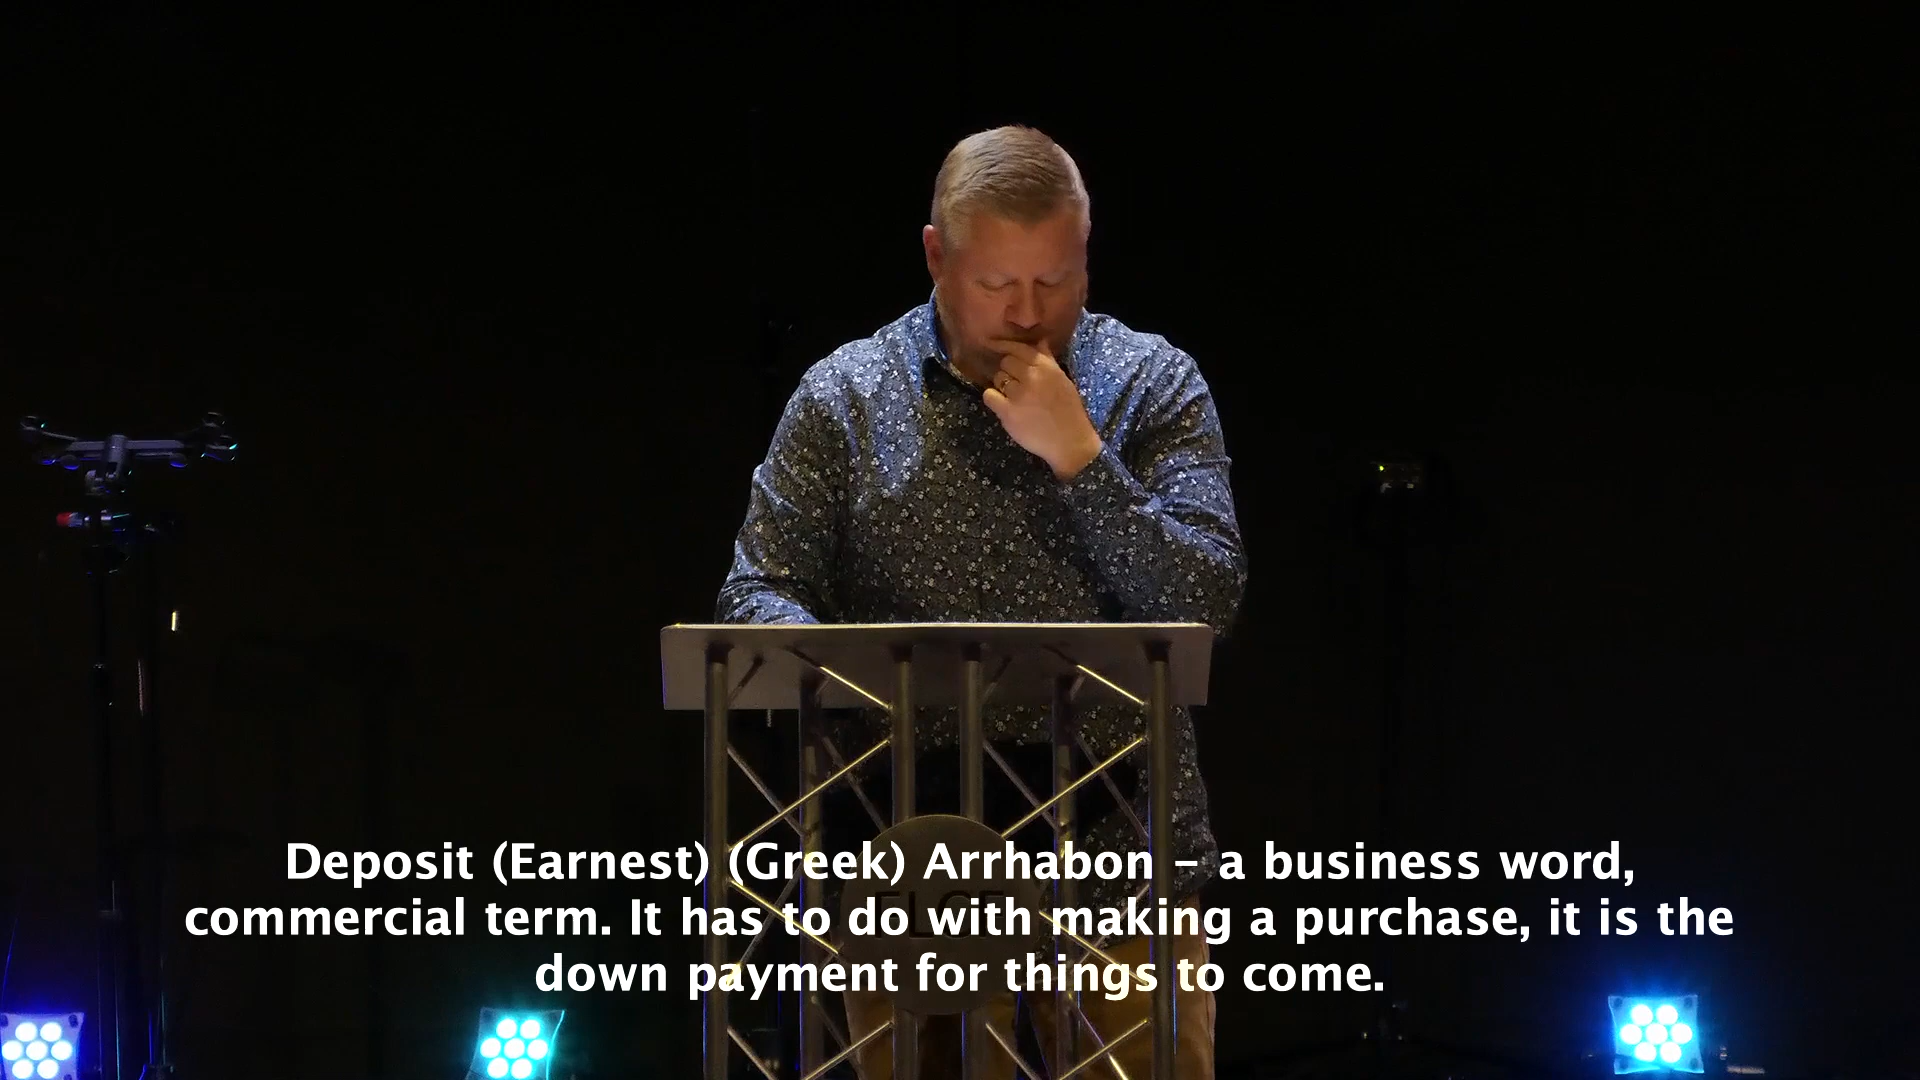 Deposit (Earnest) (Greek) Arrhabon – a business word,
commercial term. It has to do with making a purchase, it is the
down payment for things to come.